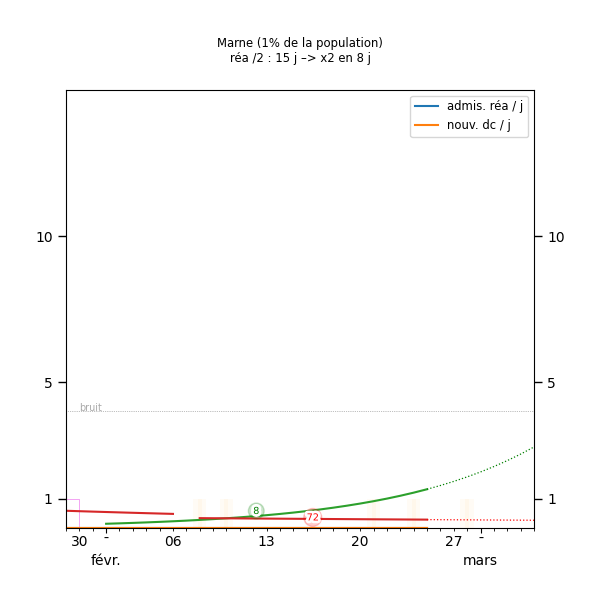 Marne (1% de la population)
réa /2 : 15 j –> x2 en 8 j
admis. réa / j
nouv. dc / j
10 10
5 5
bruit
1 1
8
72
30 - 06 13 20 27 -
févr. mars